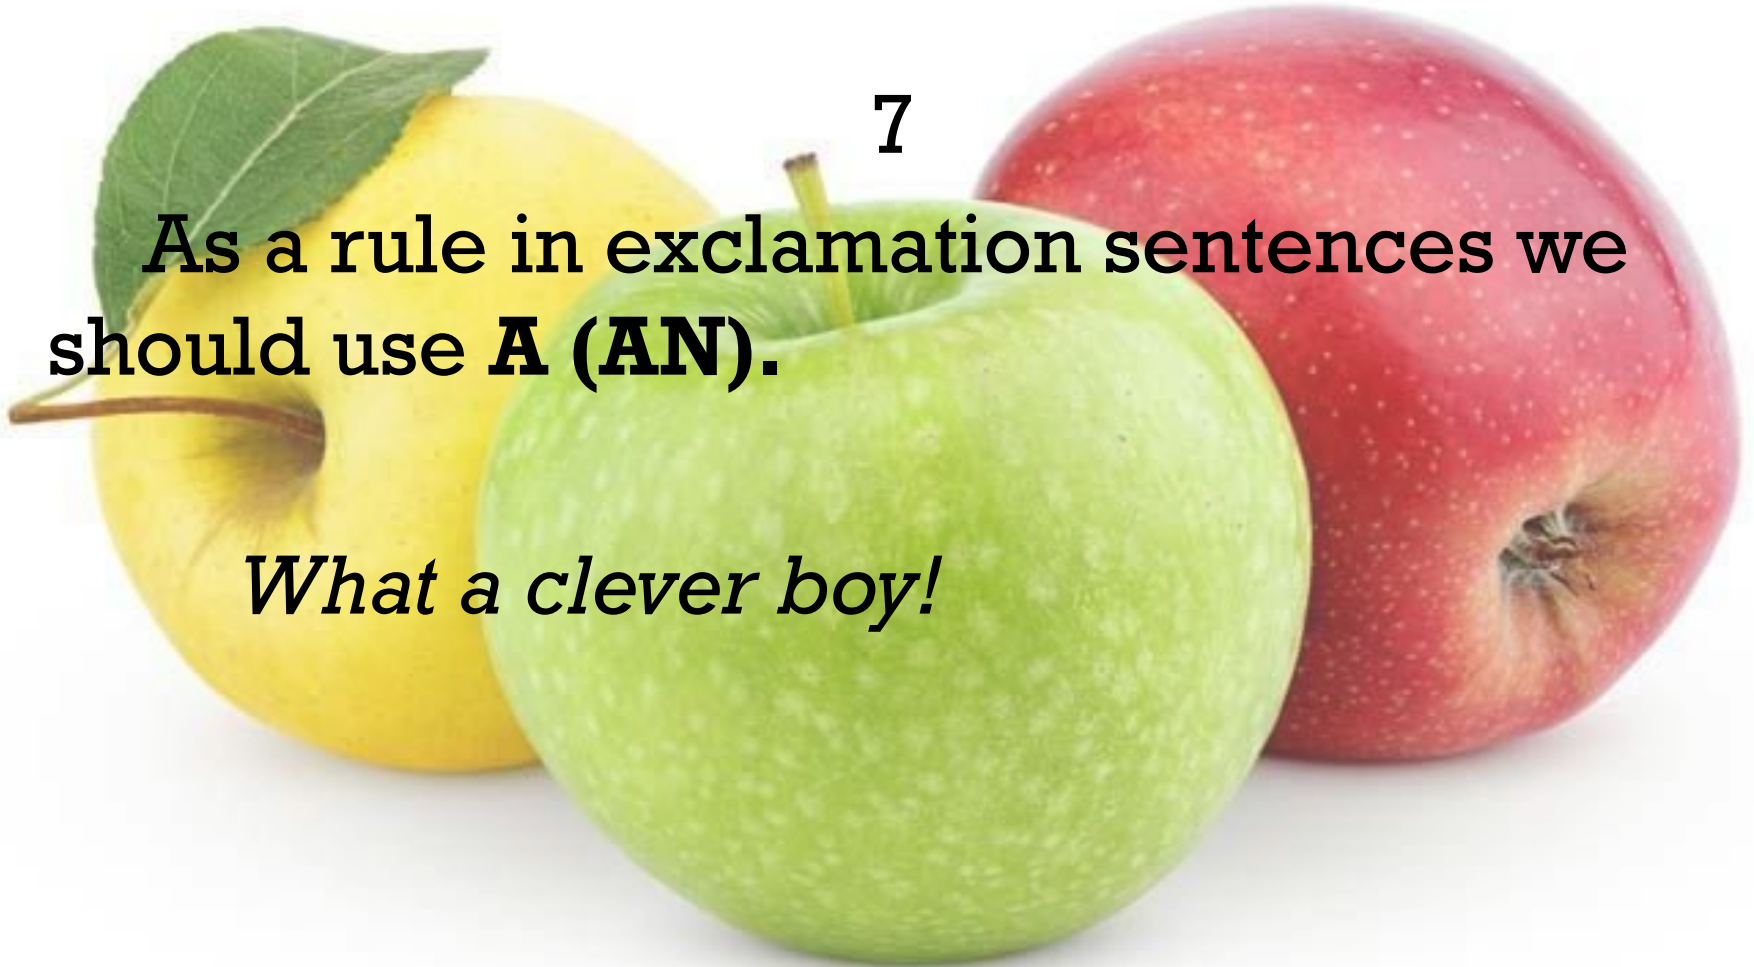 7
As a rule in exclamation sentences we
should use A (AN).
What a clever boy!